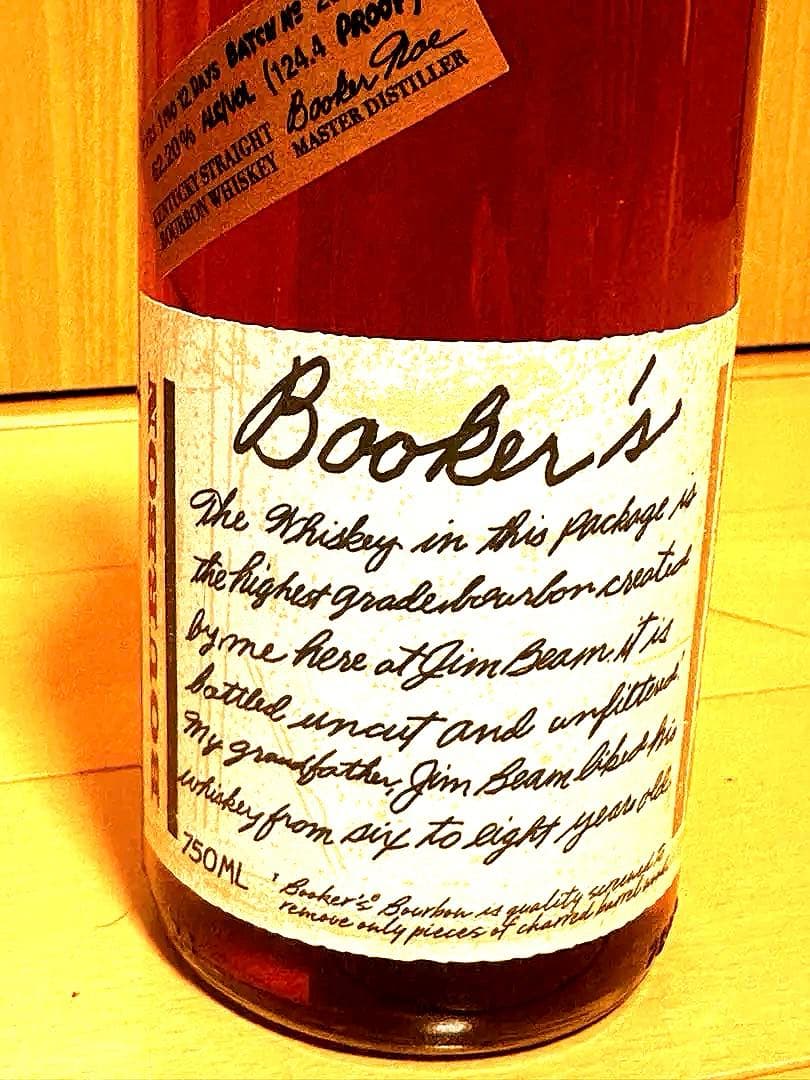 12 DAYS BATCH Nº
62.20% ALC/VOL (124.4 PROOF)
KENTUCKY STRAIGHT
BOURBON WHISKEY
Booker Noe
MASTER DISTILLER
Booker's
The Whiskey in this package is
the highest grade bourbon created
by me here at Jim Beam. it is
bottled uncut and unfiltered.
My grandfather, Jim Beam liked his
whiskey from six to eight years old.
750ML
Booker's® Bourbon is quality screened to
remove only pieces of charred barrel wood.
BOURBON